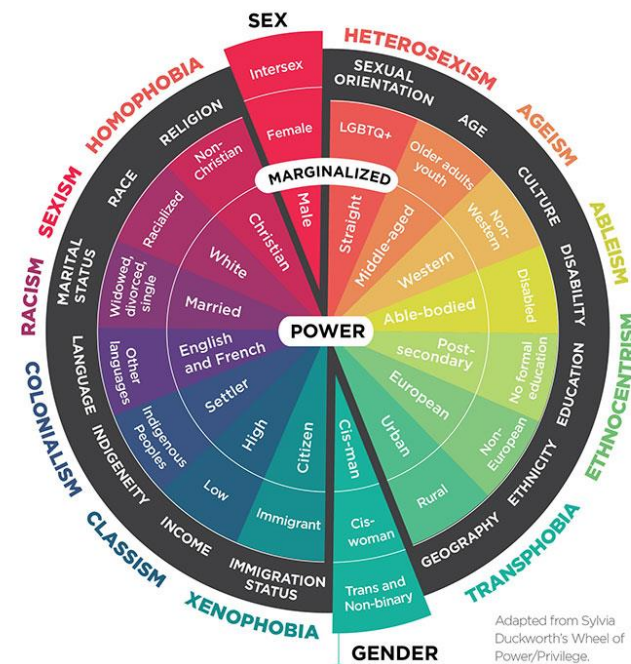 SEX
Intersex
Female
Male
HETEROSEXISM
SEXUAL
ORIENTATION
LGBTQ+
Straight
AGEISM
AGE
Older adults
youth
Middle-aged
CULTURE
Non-
Western
Western
ABLEISM
DISABILITY
Disabled
Able-bodied
EDUCATION
No formal
education
Post-
secondary
ETHNOCENTRISM
ETHNICITY
Non-
European
European
GEOGRAPHY
Rural
Urban
TRANSPHOBIA
Cis-man
Cis-
woman
Trans and
Non-binary
GENDER
XENOPHOBIA
IMMIGRATION
STATUS
Immigrant
Citizen
CLASSISM
INCOME
Low
High
COLONIALISM
INDIGENEITY
Indigenous
Peoples
Settler
LANGUAGE
Other
languages
English
and French
RACISM
MARITAL STATUS
Widowed,
divorced,
single
Married
SEXISM
RACE
Racialized
White
HOMOPHOBIA
RELIGION
Non-
Christian
Christian
MARGINALIZED
POWER
Adapted from Sylvia
Duckworth's Wheel of
Power/Privilege.